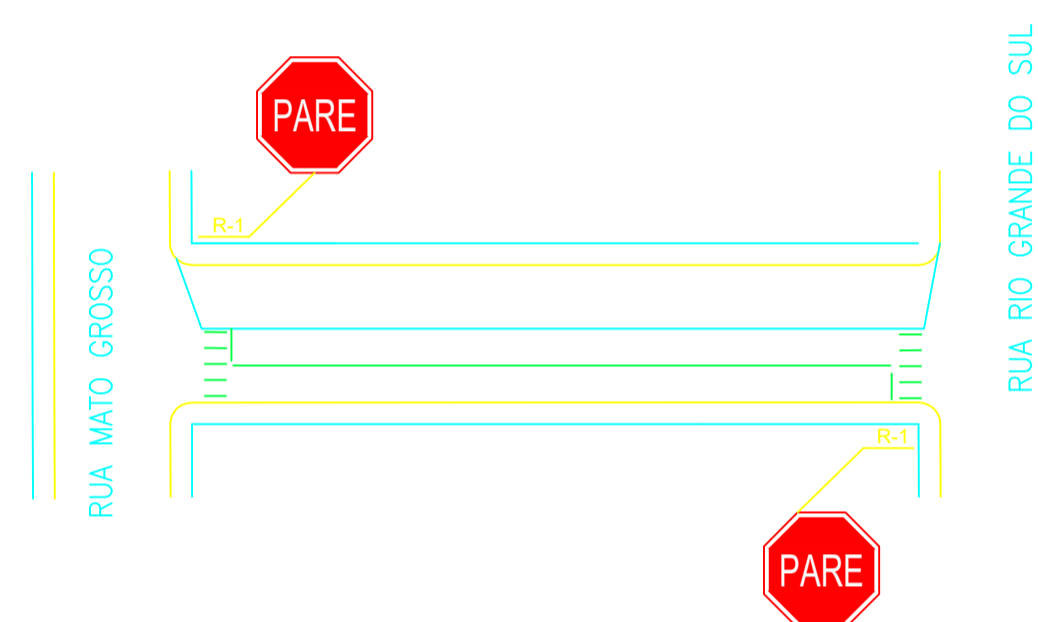 PARE
R-1
RUA MATO GROSSO
RUA RIO GRANDE DO SUL
R-1
PARE